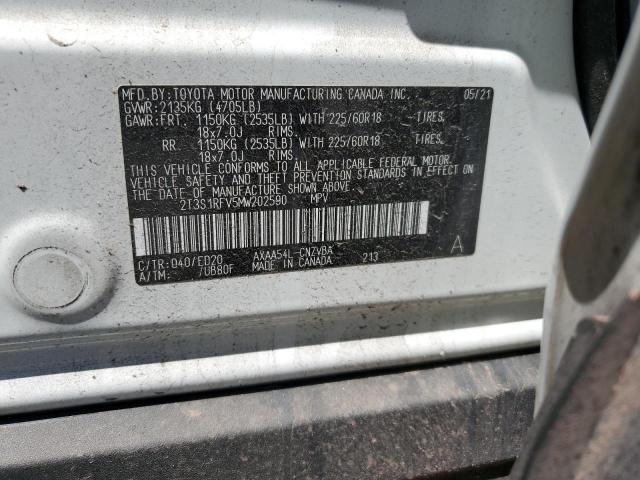 MFD.BY:TOYOTA MOTOR MANUFACTURING CANADA INC. 05/21
GVWR:2135KG (4705LB)
GAWR:FRT. 1150KG (2535LB) WITH 225/60R18 TIRES.
18x7.0J RIMS.
RR. 1150KG (2535LB) WITH 225/60R18 TIRES.
18x7.0J RIMS.
THIS VEHICLE CONFORMS TO ALL APPLICABLE FEDERAL MOTOR
VEHICLE SAFETY AND THEFT PREVENTION STANDARDS IN EFFECT
ON THE DATE OF MANUFACTURE SHOWN ABOVE.
2T3S1RFV5MW202590 MPV
C/TR:040/ED20 AXAA54L-CNZVBA A
A/TM: /UB80F MADE IN CANADA 213